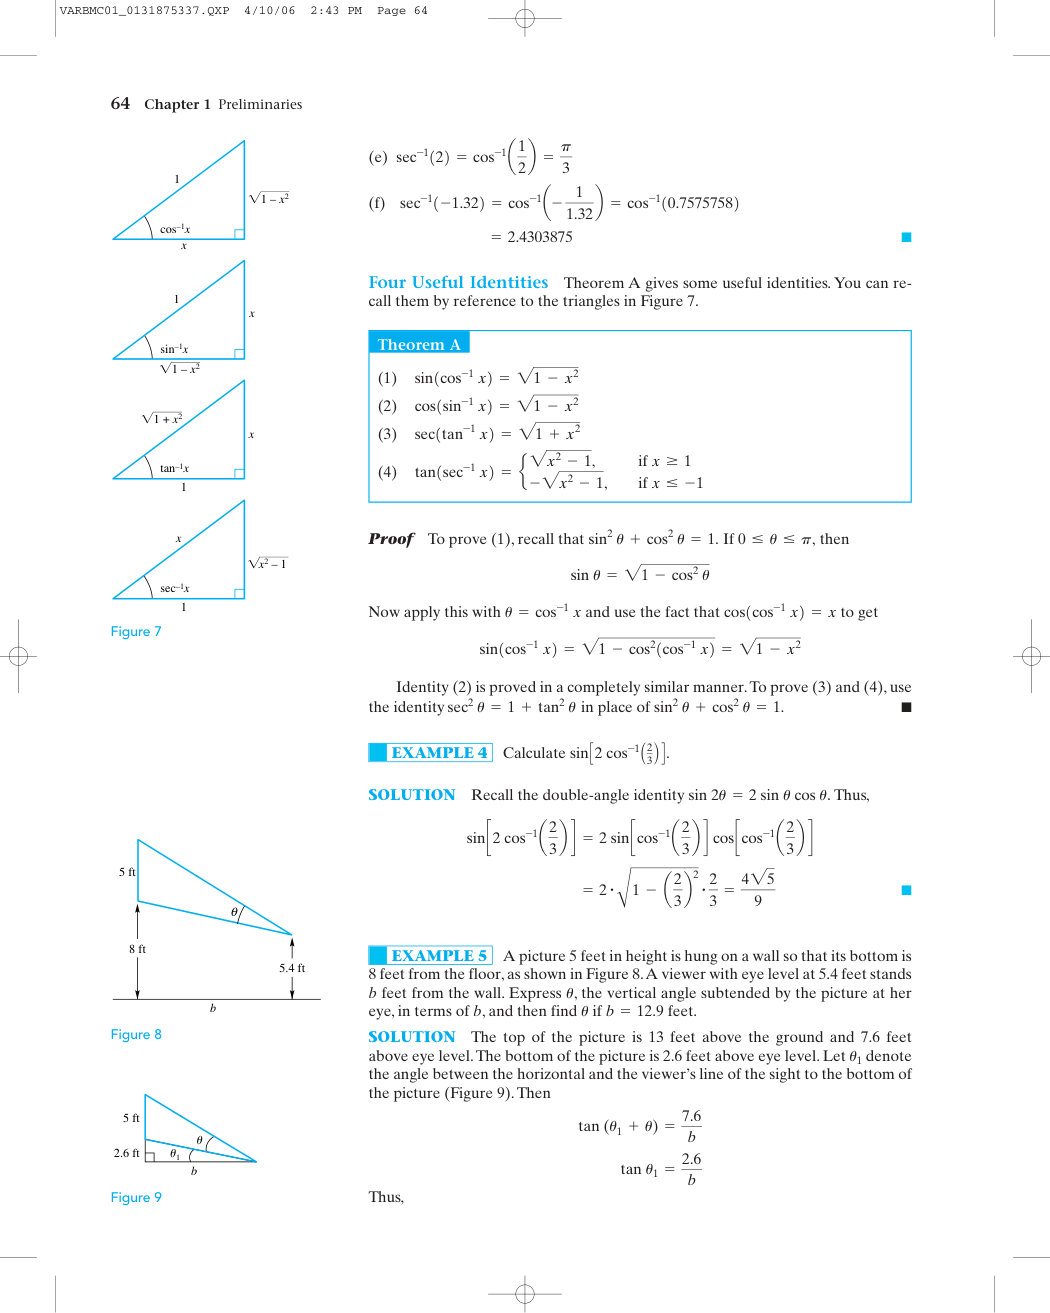 VARBMC01_0131875337.QXP 4/10/06 2:43 PM Page 64
64 Chapter 1 Preliminaries
1
√1 – x²
cos⁻¹x
x
1
x
sin⁻¹x
√1 – x²
√1 + x²
x
tan⁻¹x
1
x
√x² – 1
sec⁻¹x
1
Figure 7
(e) sec⁻¹(2) = cos⁻¹(1/2) = π/3
(f) sec⁻¹(−1.32) = cos⁻¹(−1/1.32) = cos⁻¹(0.7575758)
= 2.4303875
Four Useful Identities Theorem A gives some useful identities. You can re-
call them by reference to the triangles in Figure 7.
Theorem A
(1) sin(cos⁻¹ x) = √(1 − x²)
(2) cos(sin⁻¹ x) = √(1 − x²)
(3) sec(tan⁻¹ x) = √(1 + x²)
(4) tan(sec⁻¹ x) = { √(x² − 1), if x ≥ 1
−√(x² − 1), if x ≤ −1
Proof To prove (1), recall that sin² θ + cos² θ = 1. If 0 ≤ θ ≤ π, then
sin θ = √(1 − cos² θ)
Now apply this with θ = cos⁻¹ x and use the fact that cos(cos⁻¹ x) = x to get
sin(cos⁻¹ x) = √(1 − cos²(cos⁻¹ x)) = √(1 − x²)
Identity (2) is proved in a completely similar manner. To prove (3) and (4), use
the identity sec² θ = 1 + tan² θ in place of sin² θ + cos² θ = 1.
EXAMPLE 4 Calculate sin[2 cos⁻¹(2/3)].
SOLUTION Recall the double-angle identity sin 2θ = 2 sin θ cos θ. Thus,
sin[2 cos⁻¹(2/3)] = 2 sin[cos⁻¹(2/3)] cos[cos⁻¹(2/3)]
= 2 · √(1 − (2/3)²) · 2/3 = 4√5/9
5 ft
θ
8 ft
5.4 ft
b
Figure 8
EXAMPLE 5 A picture 5 feet in height is hung on a wall so that its bottom is
8 feet from the floor, as shown in Figure 8. A viewer with eye level at 5.4 feet stands
b feet from the wall. Express θ, the vertical angle subtended by the picture at her
eye, in terms of b, and then find θ if b = 12.9 feet.
SOLUTION The top of the picture is 13 feet above the ground and 7.6 feet
above eye level. The bottom of the picture is 2.6 feet above eye level. Let θ₁ denote
the angle between the horizontal and the viewer's line of the sight to the bottom of
the picture (Figure 9). Then
tan (θ₁ + θ) = 7.6/b
tan θ₁ = 2.6/b
Thus,
5 ft
θ
2.6 ft
θ₁
b
Figure 9